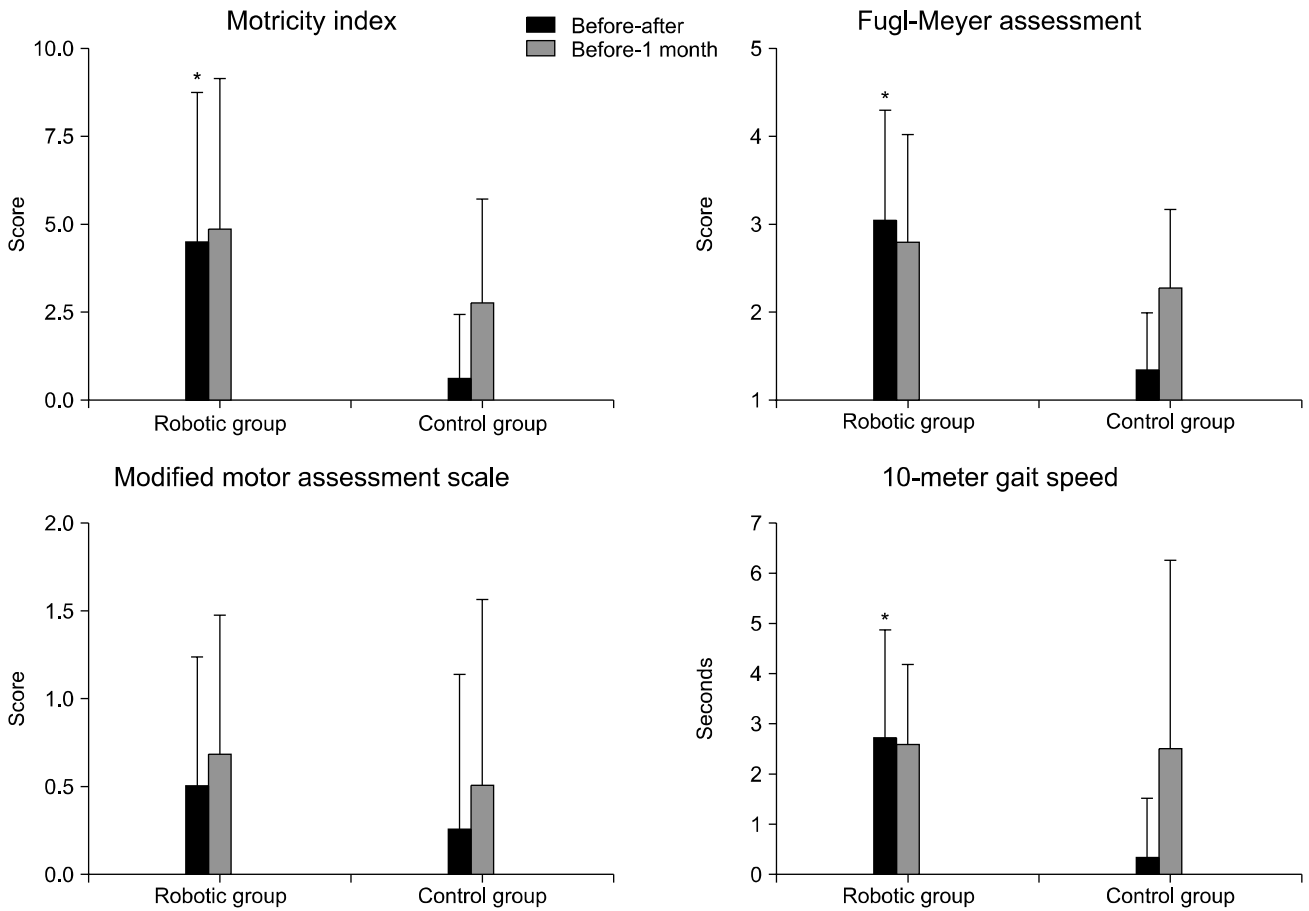 Motricity index
Before-after
Before-1 month
10.0
*
7.5
5.0
2.5
0.0
Score
Robotic group
Control group
Fugl-Meyer assessment
5
*
4
3
2
1
Score
Robotic group
Control group
Modified motor assessment scale
2.0
1.5
1.0
0.5
0.0
Score
Robotic group
Control group
10-meter gait speed
7
6
5
*
4
3
2
1
0
Seconds
Robotic group
Control group